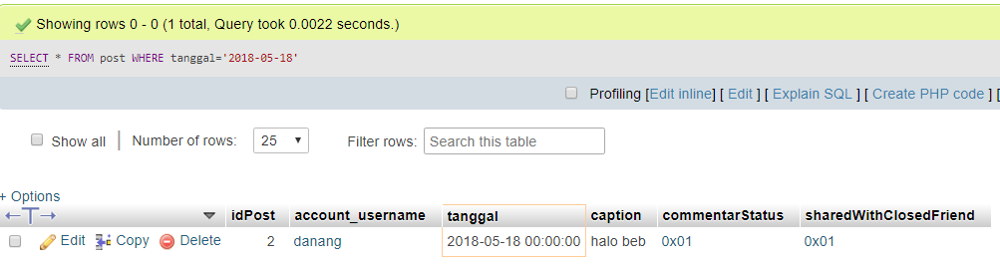 Showing rows 0 - 0 (1 total, Query took 0.0022 seconds.)
SELECT * FROM post WHERE tanggal='2018-05-18'
Profiling [Edit inline] [ Edit ] [ Explain SQL ] [ Create PHP code ] [
Show all | Number of rows: 25 Filter rows: Search this table
+ Options
←T→ idPost account_username tanggal caption commentarStatus sharedWithClosedFriend
Edit Copy Delete 2 danang 2018-05-18 00:00:00 halo beb 0x01 0x01